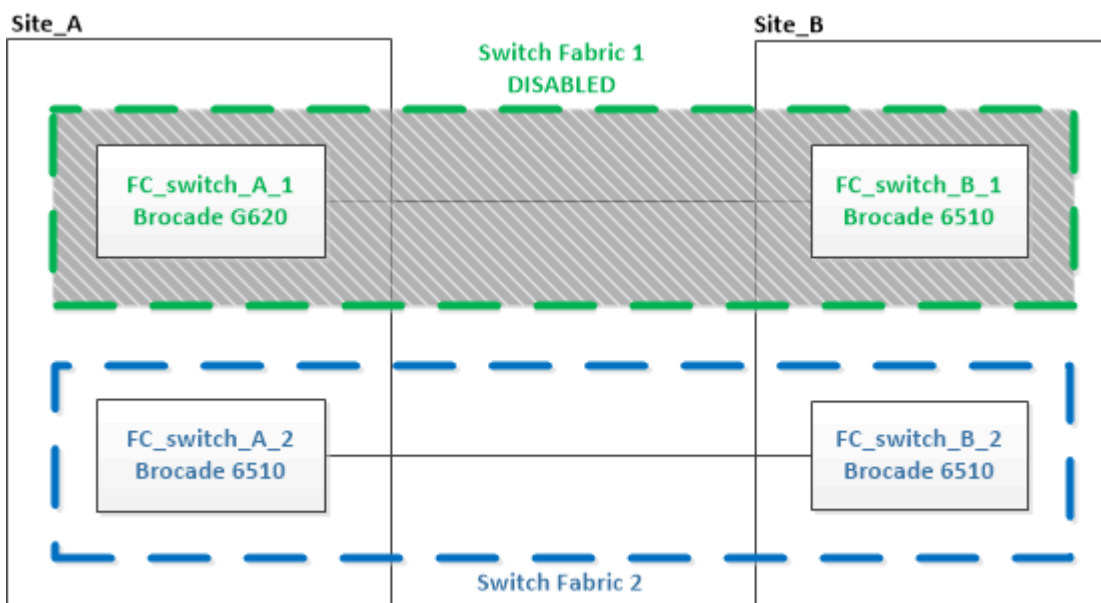 Site_A
Site_B
Switch Fabric 1
DISABLED
FC_switch_A_1
Brocade G620
FC_switch_B_1
Brocade 6510
FC_switch_A_2
Brocade 6510
FC_switch_B_2
Brocade 6510
Switch Fabric 2